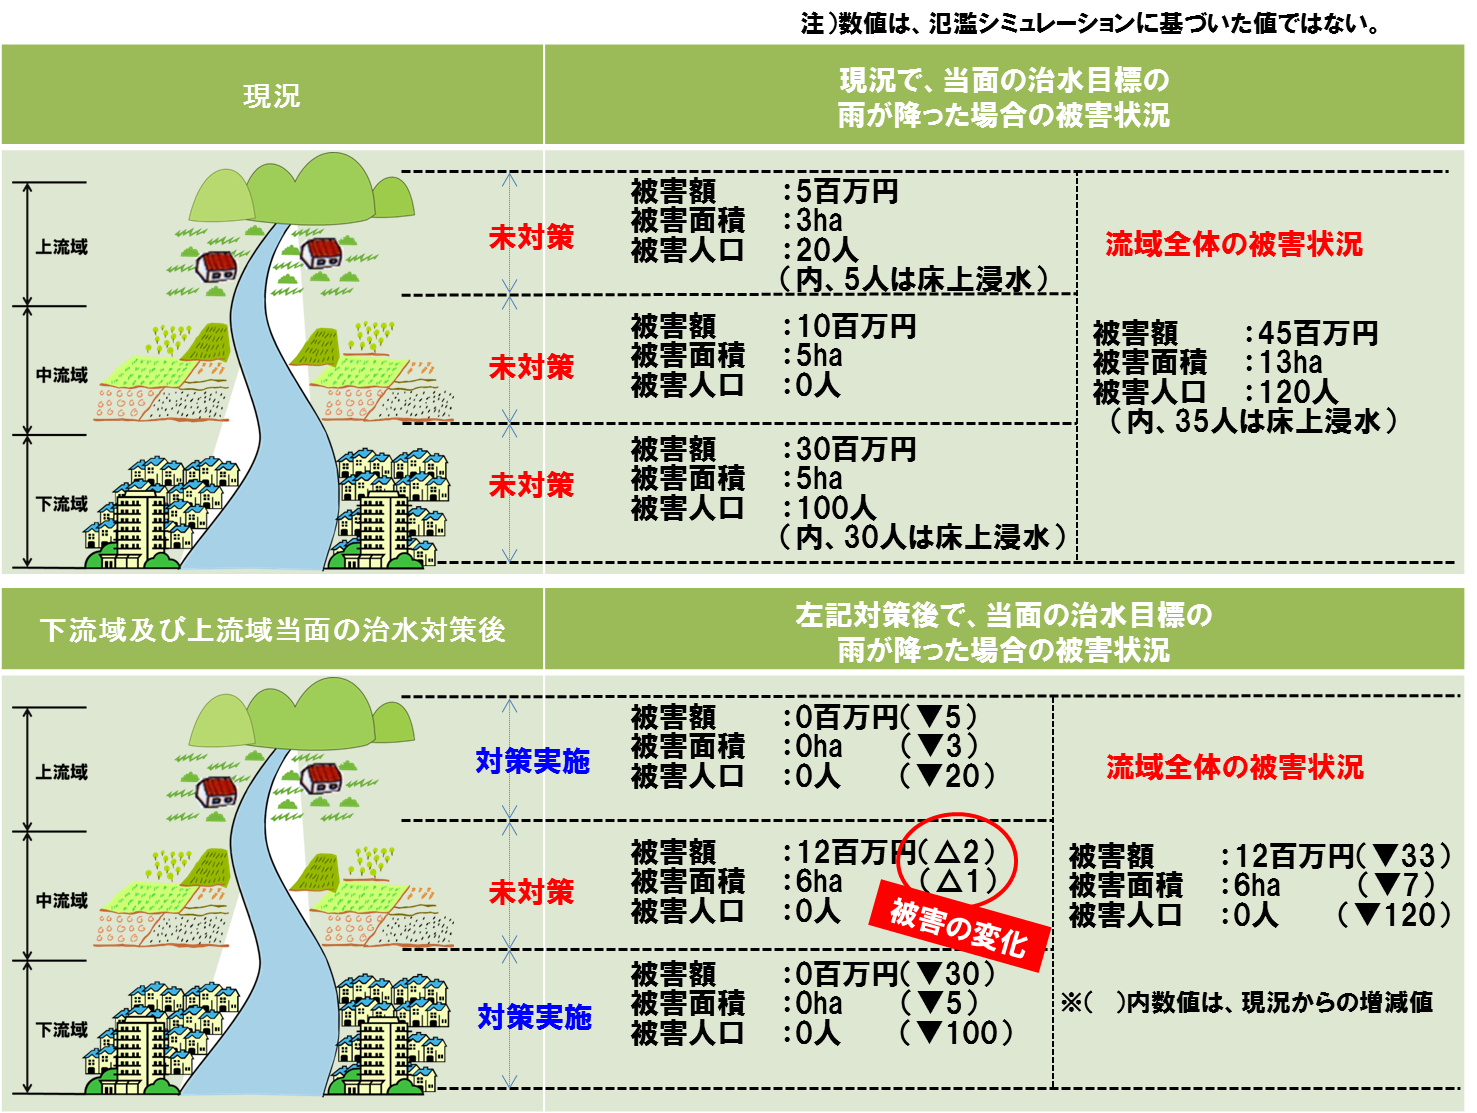 注)数値は、氾濫シミュレーションに基づいた値ではない。
現況
現況で、当面の治水目標の
雨が降った場合の被害状況
上流域
未対策
被害額 :5百万円
被害面積 :3ha
被害人口 :20人
(内、5人は床上浸水)
中流域
未対策
被害額 :10百万円
被害面積 :5ha
被害人口 :0人
下流域
未対策
被害額 :30百万円
被害面積 :5ha
被害人口 :100人
(内、30人は床上浸水)
流域全体の被害状況
被害額 :45百万円
被害面積 :13ha
被害人口 :120人
(内、35人は床上浸水)
下流域及び上流域当面の治水対策後
左記対策後で、当面の治水目標の
雨が降った場合の被害状況
上流域
対策実施
被害額 :0百万円(▼5)
被害面積 :0ha (▼3)
被害人口 :0人 (▼20)
中流域
未対策
被害額 :12百万円(△2)
被害面積 :6ha (△1)
被害人口 :0人
被害の変化
下流域
対策実施
被害額 :0百万円(▼30)
被害面積 :0ha (▼5)
被害人口 :0人 (▼100)
流域全体の被害状況
被害額 :12百万円(▼33)
被害面積 :6ha (▼7)
被害人口 :0人 (▼120)
※( )内数値は、現況からの増減値